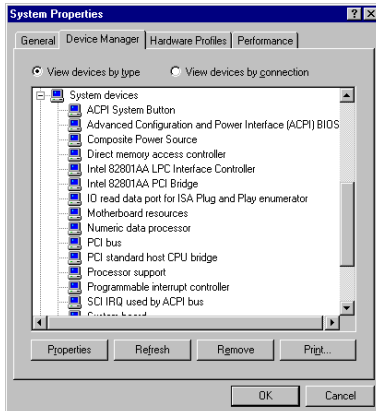 System Properties
General Device Manager Hardware Profiles Performance
View devices by type View devices by connection
System devices
ACPI System Button
Advanced Configuration and Power Interface (ACPI) BIOS
Composite Power Source
Direct memory access controller
Intel 82801AA LPC Interface Controller
Intel 82801AA PCI Bridge
IO read data port for ISA Plug and Play enumerator
Motherboard resources
Numeric data processor
PCI bus
PCI standard host CPU bridge
Processor support
Programmable interrupt controller
SCI IRQ used by ACPI bus
System board
Properties Refresh Remove Print...
OK Cancel